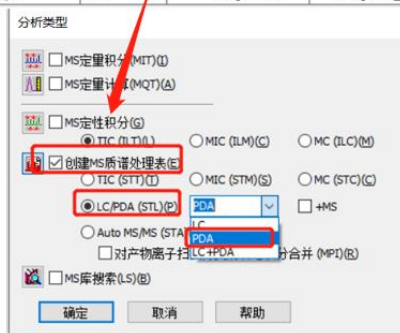 分析类型
MS定量积分(MIT)(I)
MS定量计算(MQT)(A)
MS定性积分(G)
TIC (ILT)(L) MIC (ILM)(C) MC (ILC)(M)
创建MS质谱处理表(E)
TIC (STT)(T) MIC (STM)(S) MC (STC)(C)
LC/PDA (STL)(P) PDA +MS
LC
Auto MS/MS (STA) PDA
对产物离子扫 LC+PDA 分合并 (MPI)(R)
MS库搜索(LS)(B)
确定 取消 帮助